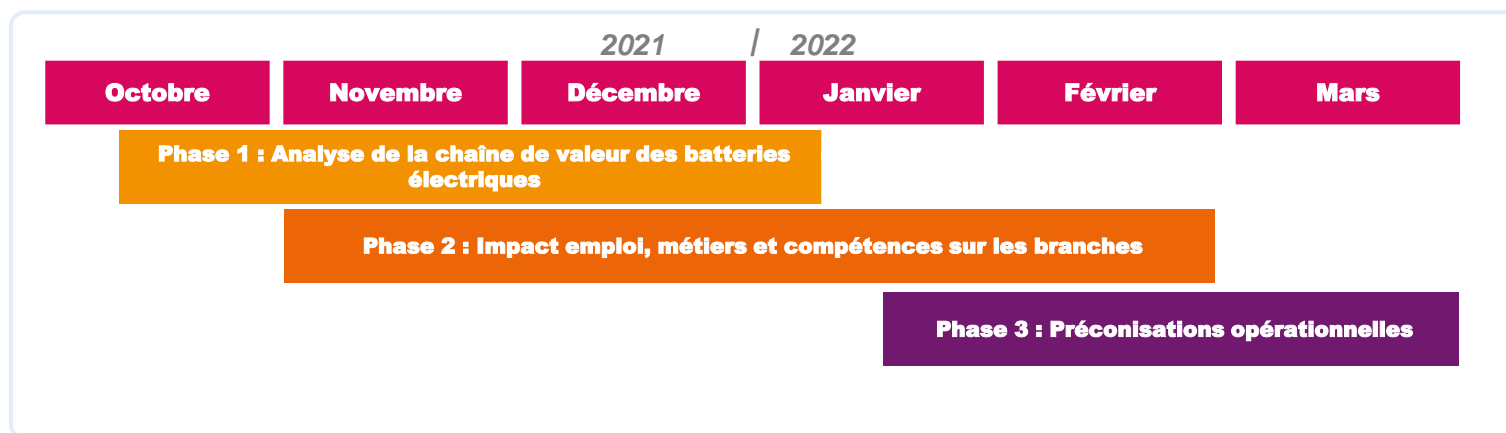 2021 / 2022
Octobre Novembre Décembre Janvier Février Mars
Phase 1 : Analyse de la chaîne de valeur des batteries
électriques
Phase 2 : Impact emploi, métiers et compétences sur les branches
Phase 3 : Préconisations opérationnelles